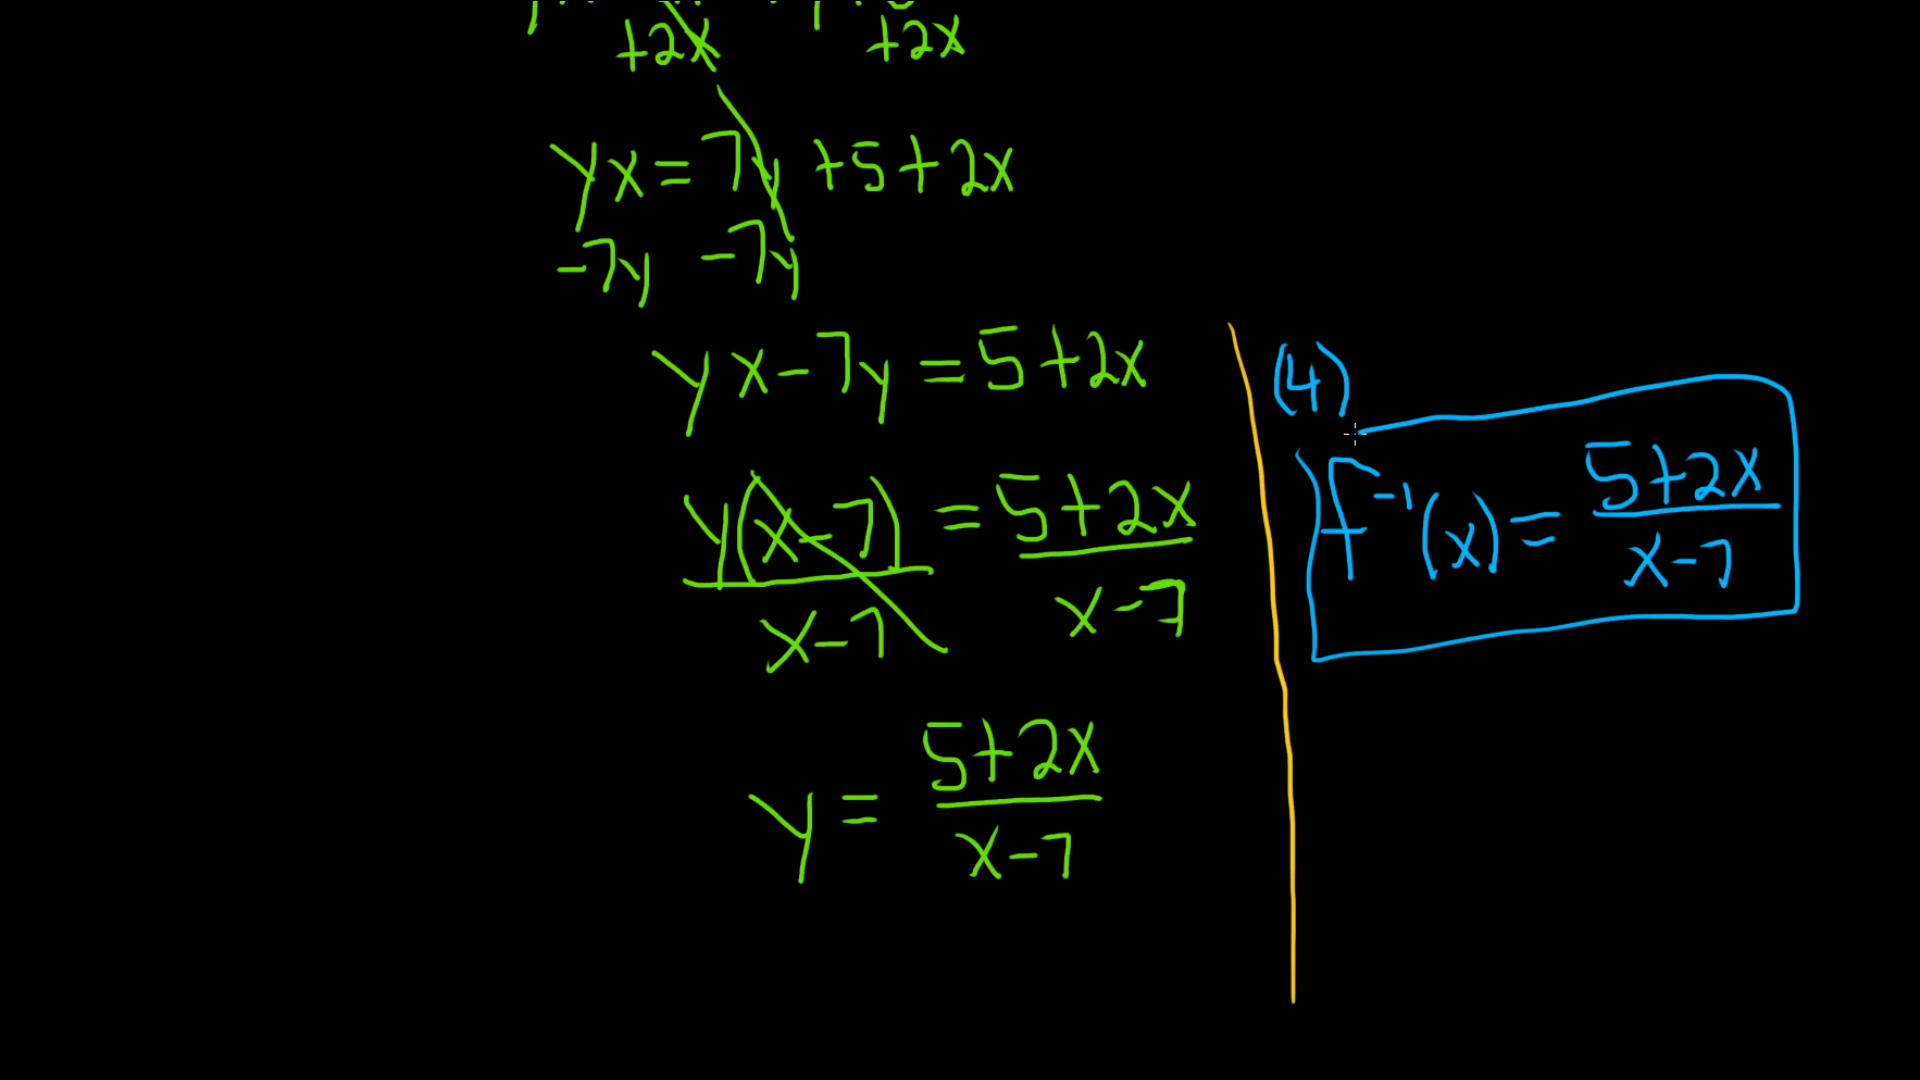 +2x +2x
yx = 7y + 5 + 2x
-7y -7y
yx - 7y = 5 + 2x
y(x - 7) = 5 + 2x
x - 7 x - 7
y = 5 + 2x
x - 7
(4)
f⁻¹(x) = 5 + 2x
x - 7